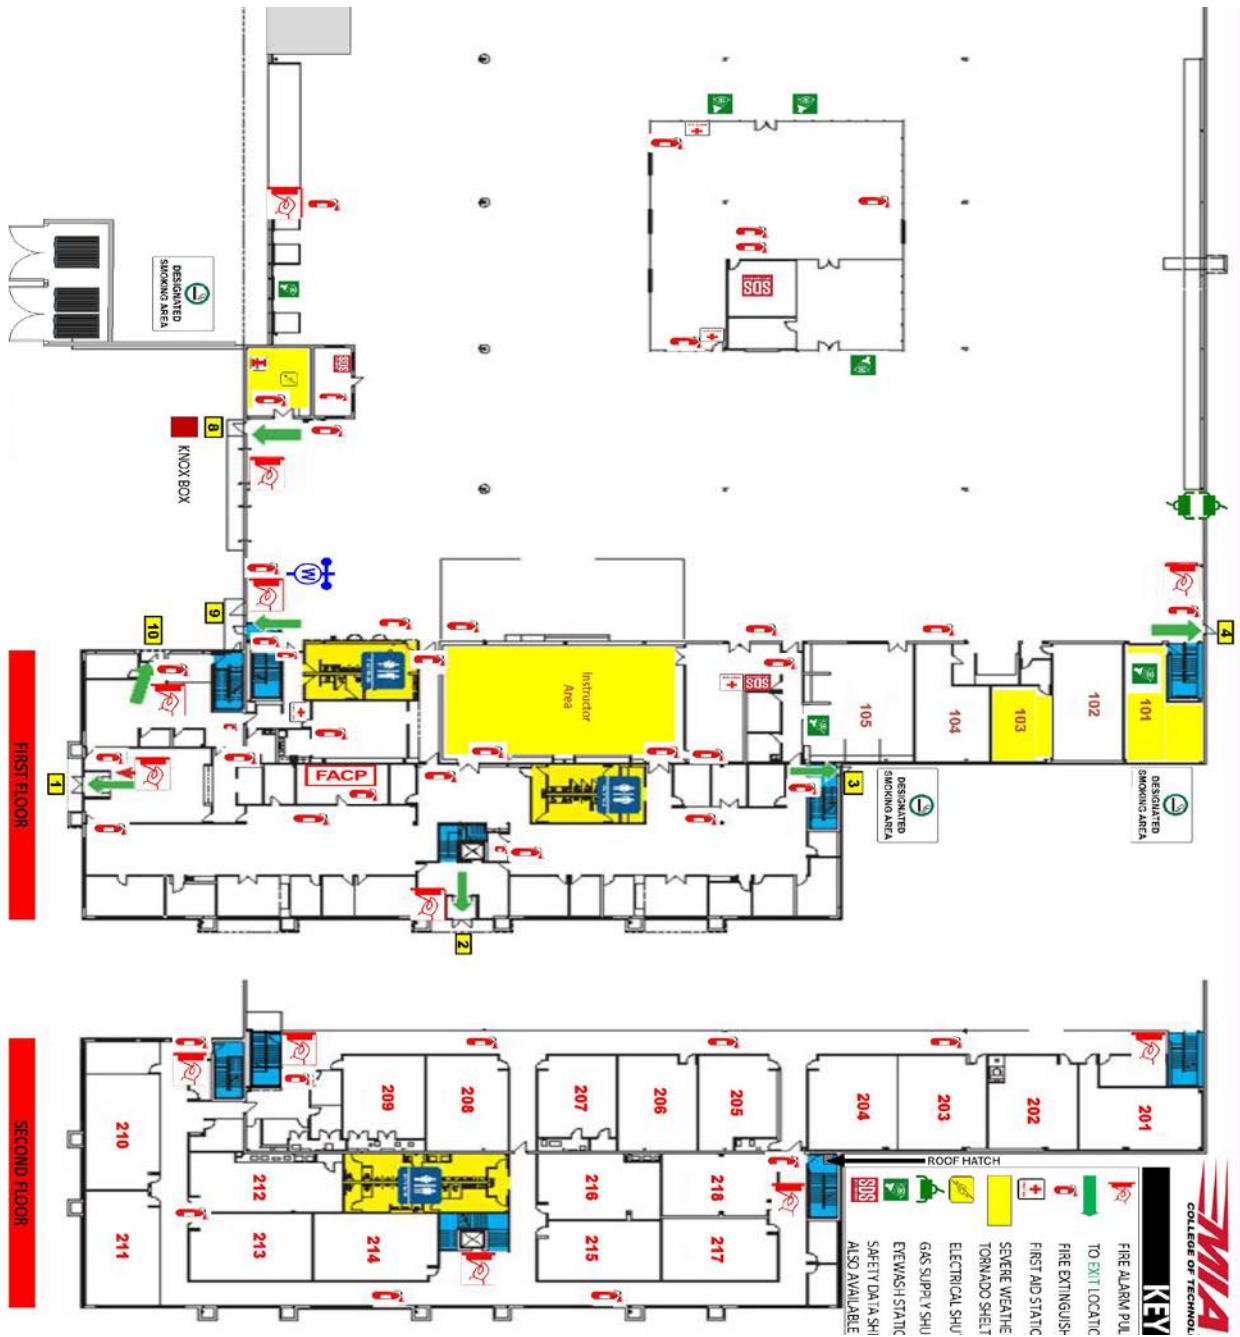 MIA
COLLEGE OF TECHNOL
KEY
FIRE ALARM PUL
TO EXIT LOCATIO
FIRE EXTINGUISH
FIRST AID STATIO
SEVERE WEATHE
TORNADO SHELT
ELECTRICAL SHU
GAS SUPPLY SHU
EYEWASH STATIO
SDS
SAFETY DATA SHE
ALSO AVAILABLE
ROOF HATCH
4
101
102
103
104
105
DESIGNATED
SMOKING AREA
DESIGNATED
SMOKING AREA
3
SDS
SDS
Instructor
Area
2
FACP
W
SDS
DESIGNATED
SMOKING AREA
8
KNOX BOX
9
10
1
FIRST FLOOR
201
202
203
204
205
206
207
208
209
210
211
212
213
214
215
216
217
218
SECOND FLOOR